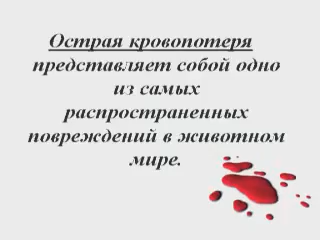 Острая кровопотеря
представляет собой одно
из самых
распространенных
повреждений в животном
мире.